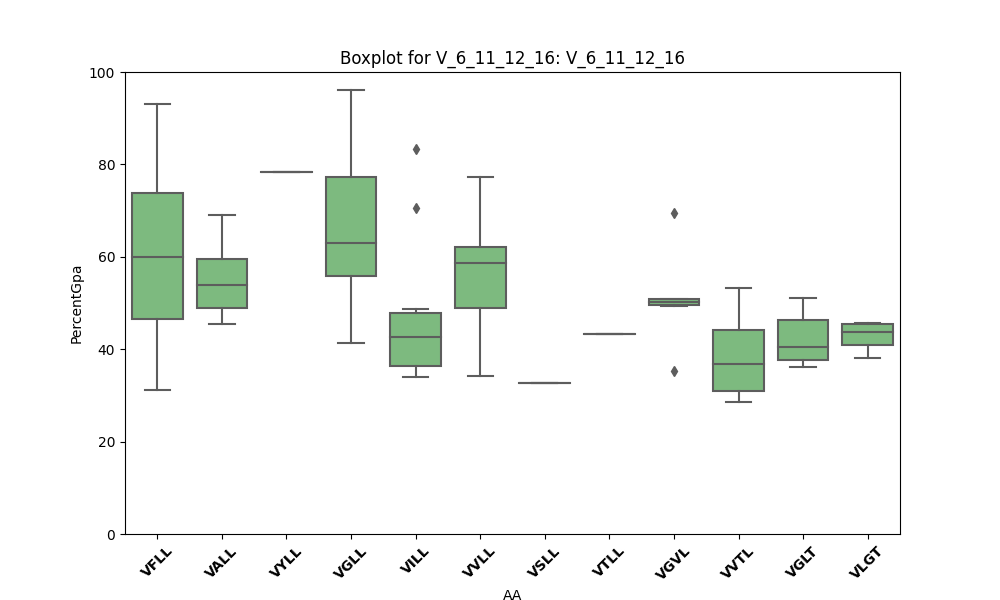 Boxplot for V_6_11_12_16: V_6_11_12_16
100
80
60
40
20
0
PercentGpa
VFLL
VALL
VYLL
VGLL
VILL
VVLL
VSLL
VTLL
VGVL
VVTL
VGLT
VLGT
AA